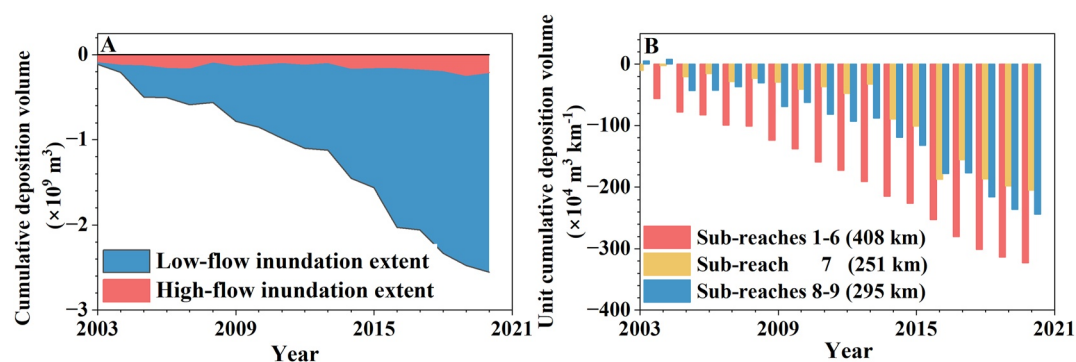 A
Cumulative deposition volume
(×10⁹ m³)
0
−1
−2
−3
Low-flow inundation extent
High-flow inundation extent
2003
2009
2015
2021
Year
B
Unit cumulative deposition volume
(×10⁴ m³ km⁻¹)
0
−100
−200
−300
−400
Sub-reaches 1-6 (408 km)
Sub-reach 7 (251 km)
Sub-reaches 8-9 (295 km)
2003
2009
2015
2021
Year